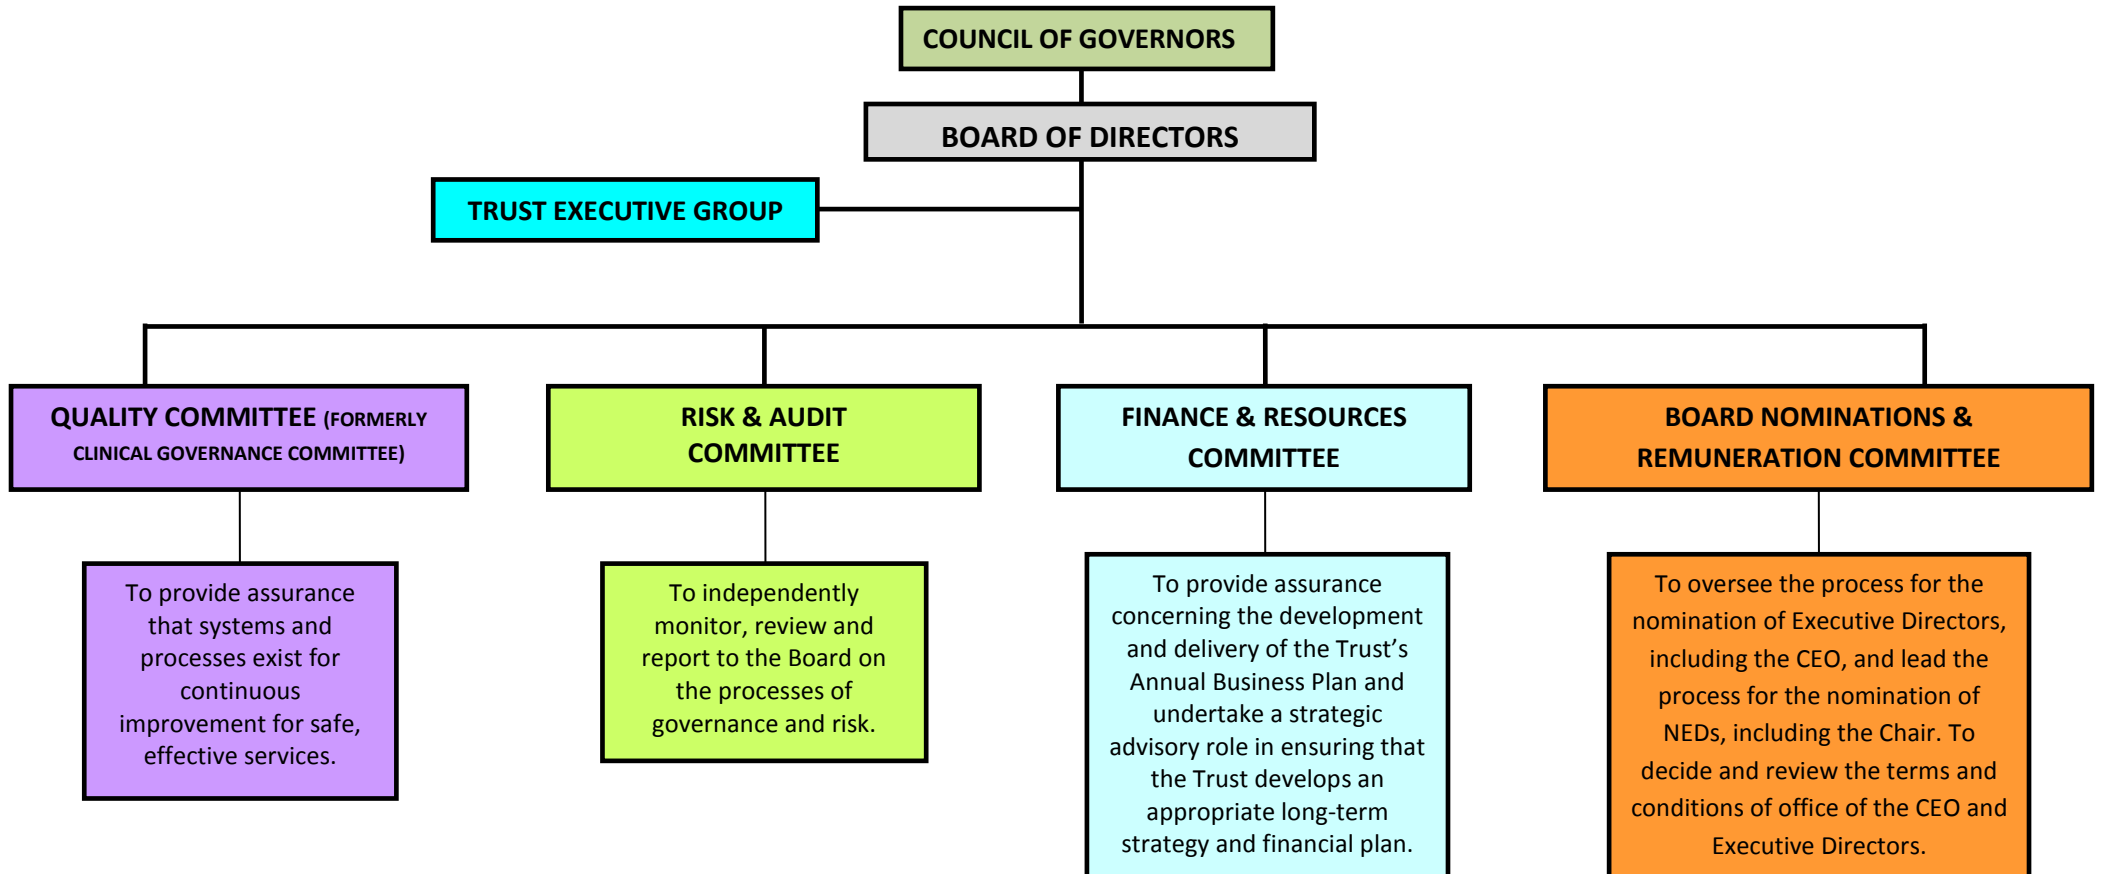 COUNCIL OF GOVERNORS
BOARD OF DIRECTORS
TRUST EXECUTIVE GROUP
QUALITY COMMITTEE (FORMERLY
CLINICAL GOVERNANCE COMMITTEE)
RISK & AUDIT
COMMITTEE
FINANCE & RESOURCES
COMMITTEE
BOARD NOMINATIONS &
REMUNERATION COMMITTEE
To provide assurance
that systems and
processes exist for
continuous
improvement for safe,
effective services.
To independently
monitor, review and
report to the Board on
the processes of
governance and risk.
To provide assurance
concerning the development
and delivery of the Trust’s
Annual Business Plan and
undertake a strategic
advisory role in ensuring that
the Trust develops an
appropriate long-term
strategy and financial plan.
To oversee the process for the
nomination of Executive Directors,
including the CEO, and lead the
process for the nomination of
NEDs, including the Chair. To
decide and review the terms and
conditions of office of the CEO and
Executive Directors.